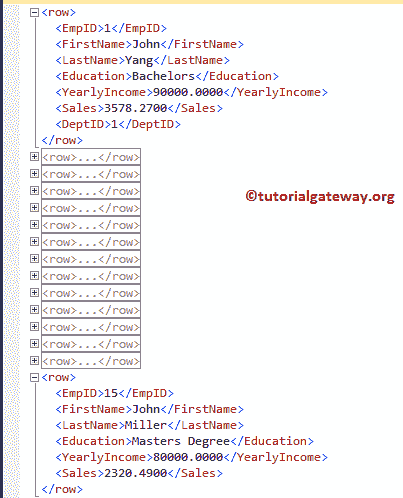 <row>
<EmpID>1</EmpID>
<FirstName>John</FirstName>
<LastName>Yang</LastName>
<Education>Bachelors</Education>
<YearlyIncome>90000.0000</YearlyIncome>
<Sales>3578.2700</Sales>
<DeptID>1</DeptID>
</row>
<row>...</row>
<row>...</row>
<row>...</row>
©tutorialgateway.org
<row>...</row>
<row>...</row>
<row>...</row>
<row>...</row>
<row>...</row>
<row>...</row>
<row>...</row>
<row>...</row>
<row>...</row>
<row>...</row>
<row>
<EmpID>15</EmpID>
<FirstName>John</FirstName>
<LastName>Miller</LastName>
<Education>Masters Degree</Education>
<YearlyIncome>80000.0000</YearlyIncome>
<Sales>2320.4900</Sales>
</row>